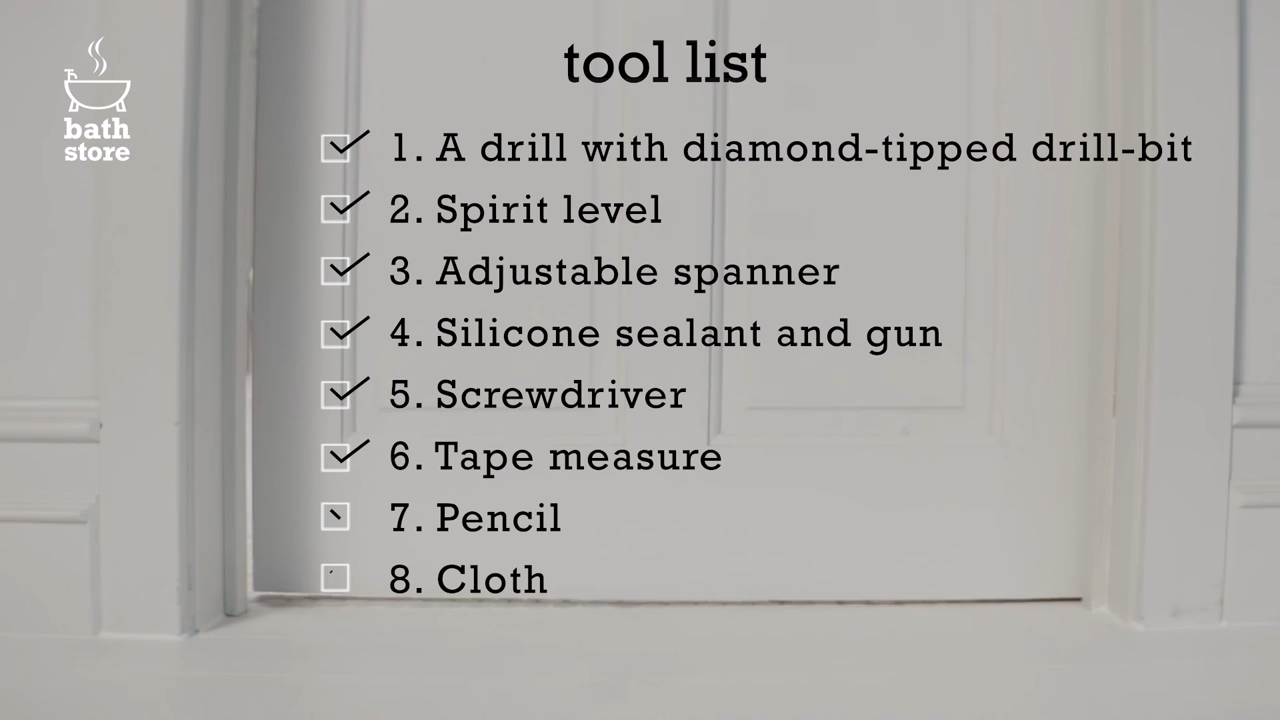 bath
store
tool list
1. A drill with diamond-tipped drill-bit
2. Spirit level
3. Adjustable spanner
4. Silicone sealant and gun
5. Screwdriver
6. Tape measure
7. Pencil
8. Cloth